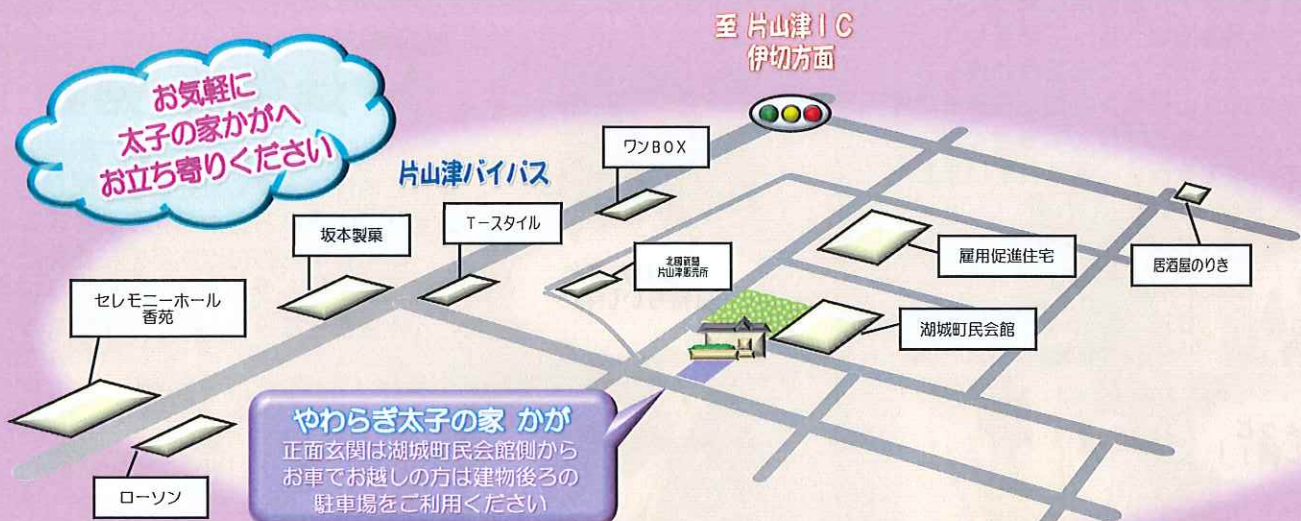 至 片山津IC
伊切方面
お気軽に
太子の家かがへ
お立ち寄りください
片山津バイパス
ワンBOX
T-スタイル
坂本製菓
北國新聞
片山津販売所
雇用促進住宅
居酒屋のりき
セレモニーホール
香苑
湖城町民会館
ローソン
やわらぎ太子の家 かが
正面玄関は湖城町民会館側から
お車でお越しの方は建物後ろの
駐車場をご利用ください